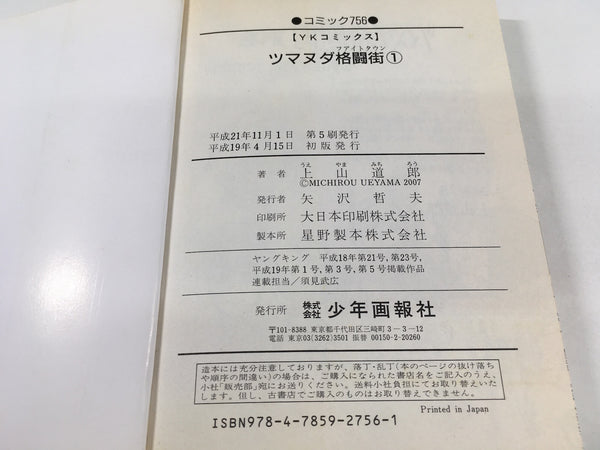 ●コミック756●
【YKコミックス】
ファイトタウン
ツマヌダ格闘街①
平成21年11月1日 第5刷発行
平成19年4月15日 初版発行
うえ やま みち ろう
著者 上山道郎
©MICHIROU UEYAMA 2007
発行者 矢沢哲夫
印刷所 大日本印刷株式会社
製本所 星野製本株式会社
ヤングキング 平成18年第21号,第23号,
平成19年第1号,第3号,第5号掲載作品
連載担当/須見武広
発行所 株式会社 少年画報社
〒101-8388 東京都千代田区三崎町3-3-12
電話 東京03(3262)3501 振替 00150-2-20260
造本には充分注意しておりますが、落丁・乱丁(本のページの抜け落ち
や順序の間違い)の場合は、ご購入になられた書店名をご記入のうえ、
小社「販売部」宛にお送りください。送料小社負担にてお取り替えいた
します。但し、古書店でご購入のものはお取り替えできません。
ISBN978-4-7859-2756-1
Printed in Japan